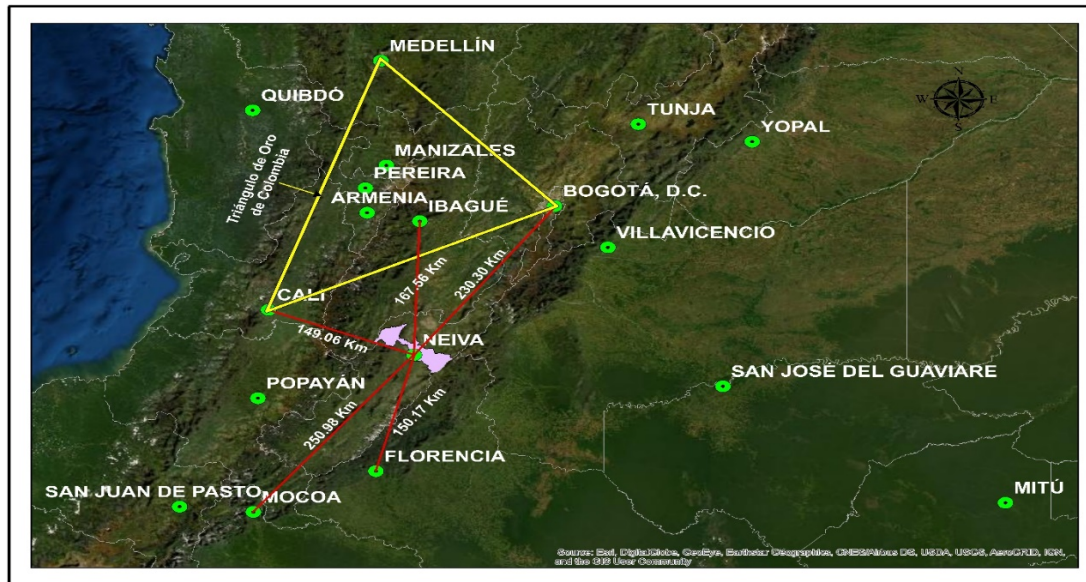 MEDELLÍN
QUIBDÓ
TUNJA
YOPAL
N
W E
S
MANIZALES
PEREIRA
Triángulo de Oro
de Colombia
ARMENIA
IBAGUÉ
BOGOTÁ, D.C.
VILLAVICENCIO
167.56 Km
230.30 Km
CALI
149.06 Km
NEIVA
SAN JOSÉ DEL GUAVIARE
POPAYÁN
250.98 Km
150.17 Km
FLORENCIA
SAN JUAN DE PASTO
MOCOA
MITÚ
Source: Esri, DigitalGlobe, GeoEye, Earthstar Geographics, CNES/Airbus DS, USDA, USGS, AeroGRID, IGN,
and the GIS User Community